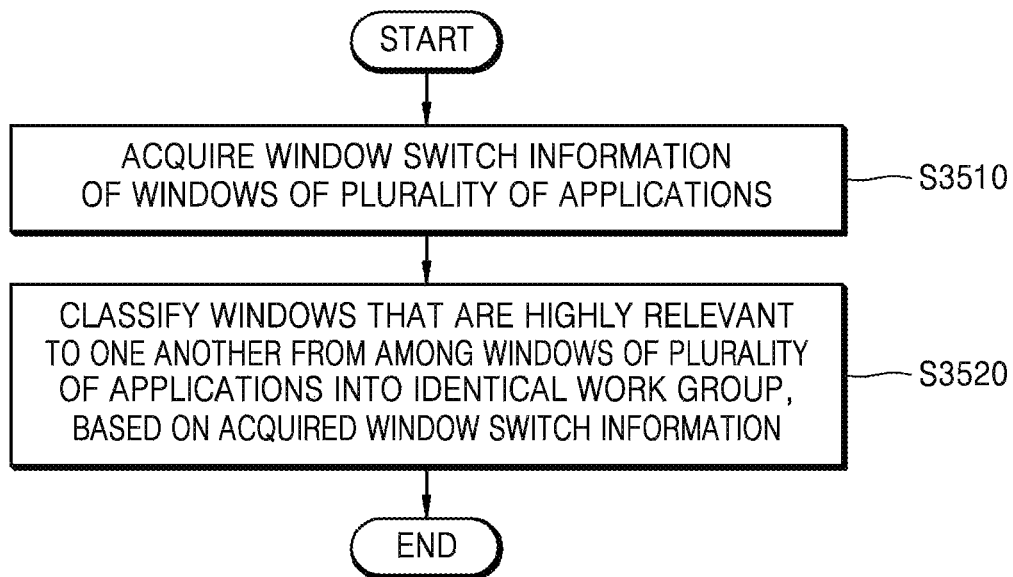 START
ACQUIRE WINDOW SWITCH INFORMATION
OF WINDOWS OF PLURALITY OF APPLICATIONS
S3510
CLASSIFY WINDOWS THAT ARE HIGHLY RELEVANT
TO ONE ANOTHER FROM AMONG WINDOWS OF PLURALITY
OF APPLICATIONS INTO IDENTICAL WORK GROUP,
BASED ON ACQUIRED WINDOW SWITCH INFORMATION
S3520
END